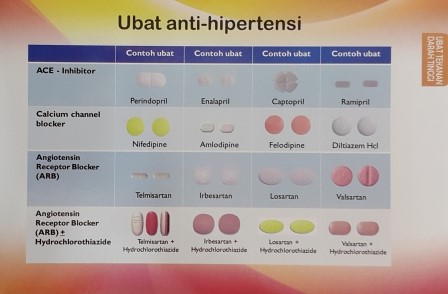 Ubat anti-hipertensi
Contoh ubat Contoh ubat Contoh ubat Contoh ubat
ACE - Inhibitor
Perindopril Enalapril Captopril Ramipril
Calcium channel
blocker
Nifedipine Amlodipine Felodipine Diltiazem Hcl
Angiotensin
Receptor Blocker
(ARB)
Telmisartan Irbesartan Losartan Valsartan
Angiotensin
Receptor Blocker
(ARB) ±
Hydrochlorothiazide
Telmisartan + Irbesartan + Losartan + Valsartan +
Hydrochlorothiazide Hydrochlorothiazide Hydrochlorothiazide Hydrochlorothiazide
UBAT TEKANAN
DARAH TINGGI